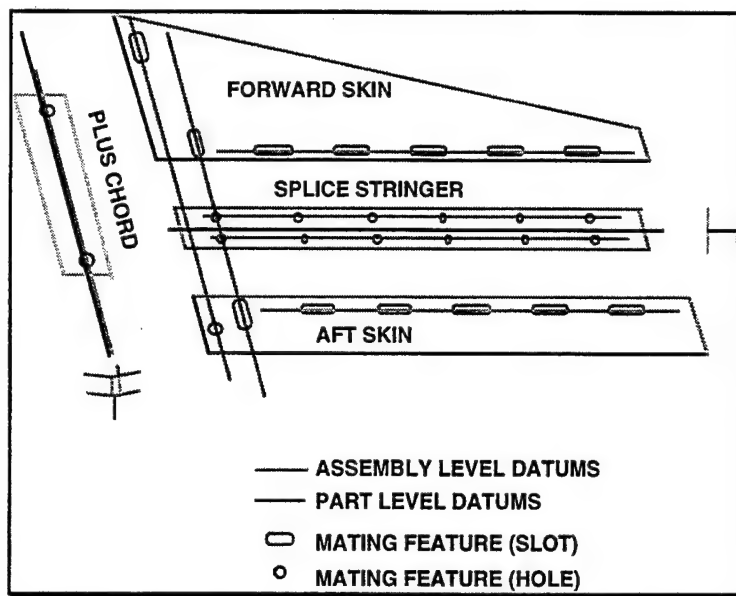 FORWARD SKIN
PLUS CHORD
SPLICE STRINGER
AFT SKIN
ASSEMBLY LEVEL DATUMS
PART LEVEL DATUMS
MATING FEATURE (SLOT)
MATING FEATURE (HOLE)